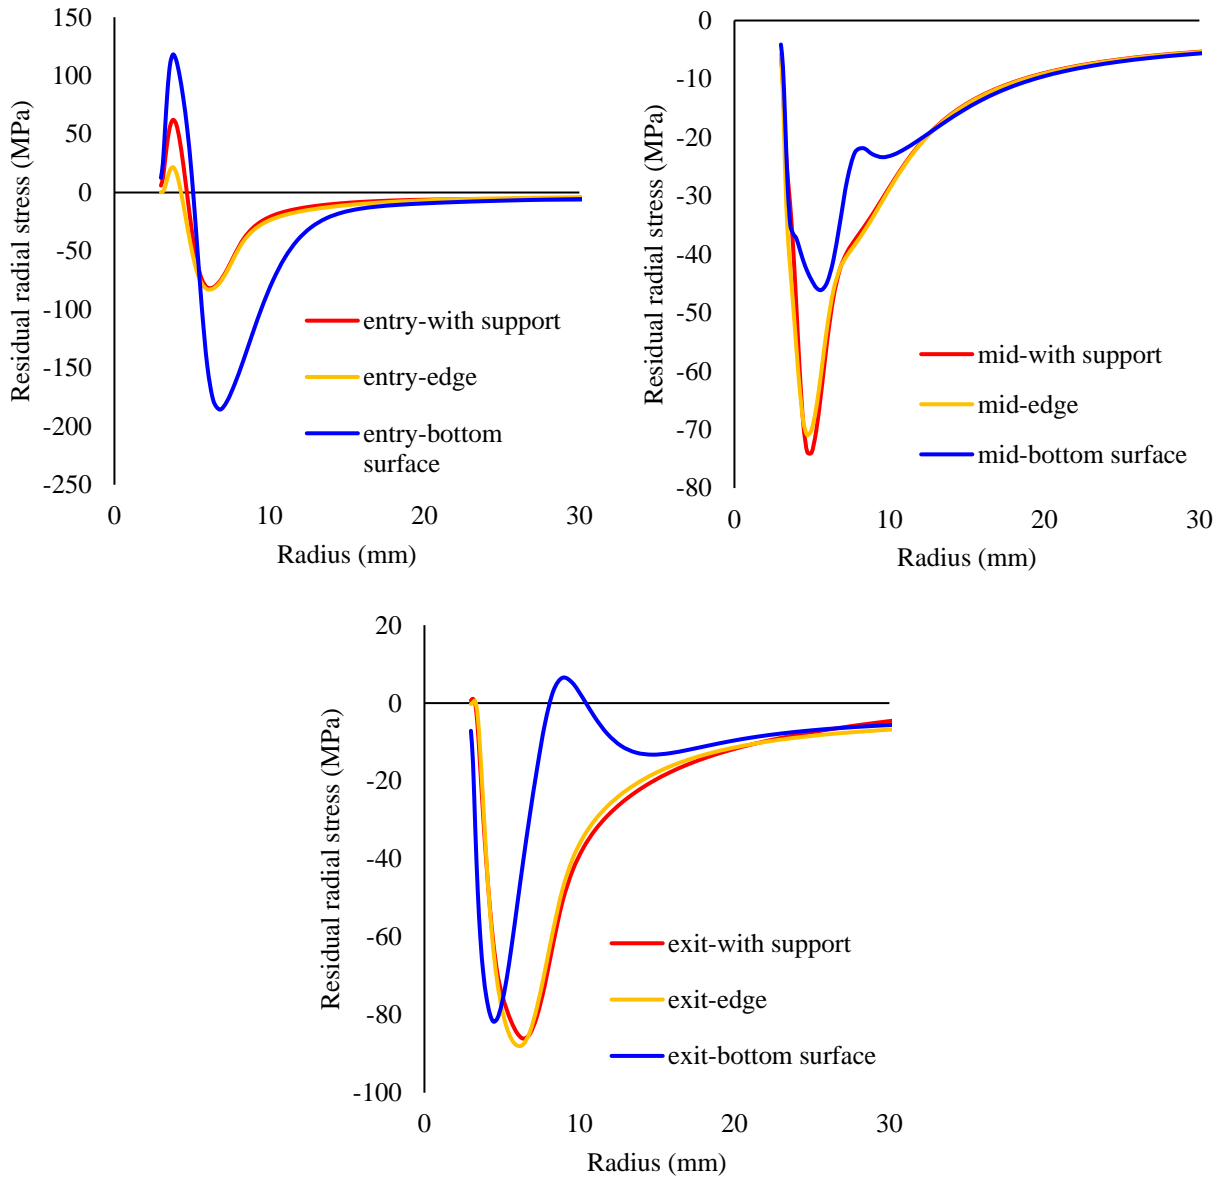 150
100
50
0
-50
-100
-150
-200
-250
Residual radial stress (MPa)
entry-with support
entry-edge
entry-bottom
surface
0
10
20
30
Radius (mm)
0
-10
-20
-30
-40
-50
-60
-70
-80
Residual radial stress (MPa)
mid-with support
mid-edge
mid-bottom surface
0
10
20
30
Radius (mm)
20
0
-20
-40
-60
-80
-100
Residual radial stress (MPa)
exit-with support
exit-edge
exit-bottom surface
0
10
20
30
Radius (mm)